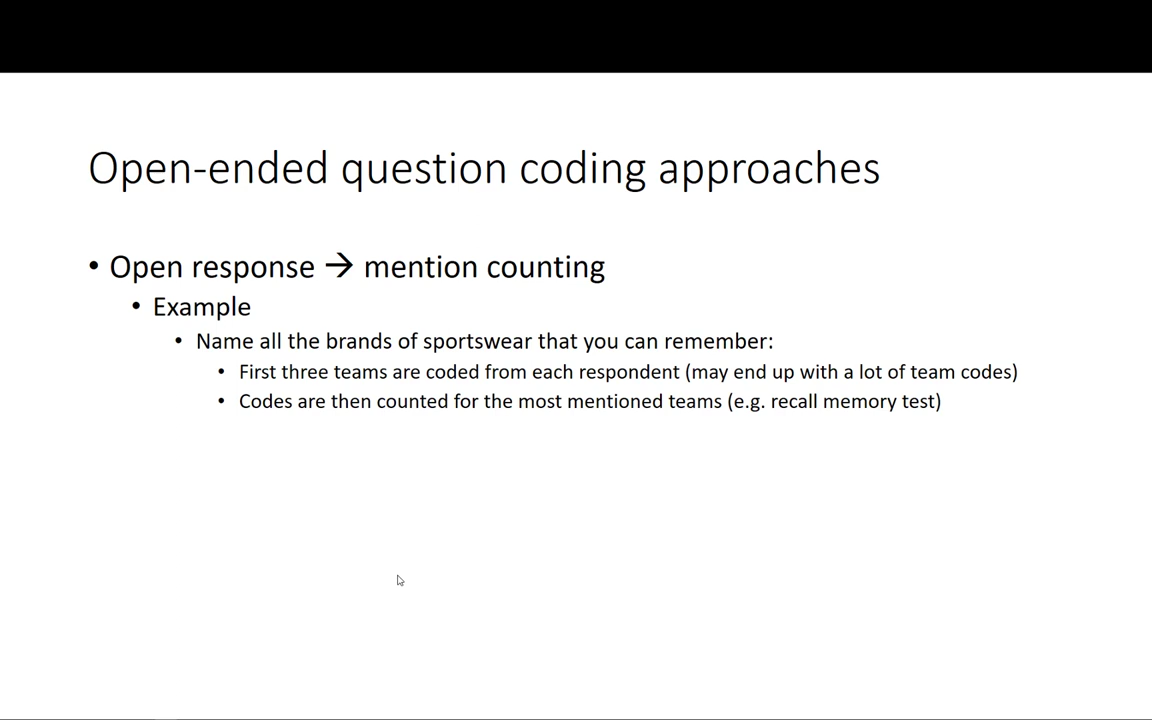 Open-ended question coding approaches
• Open response → mention counting
• Example
• Name all the brands of sportswear that you can remember:
• First three teams are coded from each respondent (may end up with a lot of team codes)
• Codes are then counted for the most mentioned teams (e.g. recall memory test)